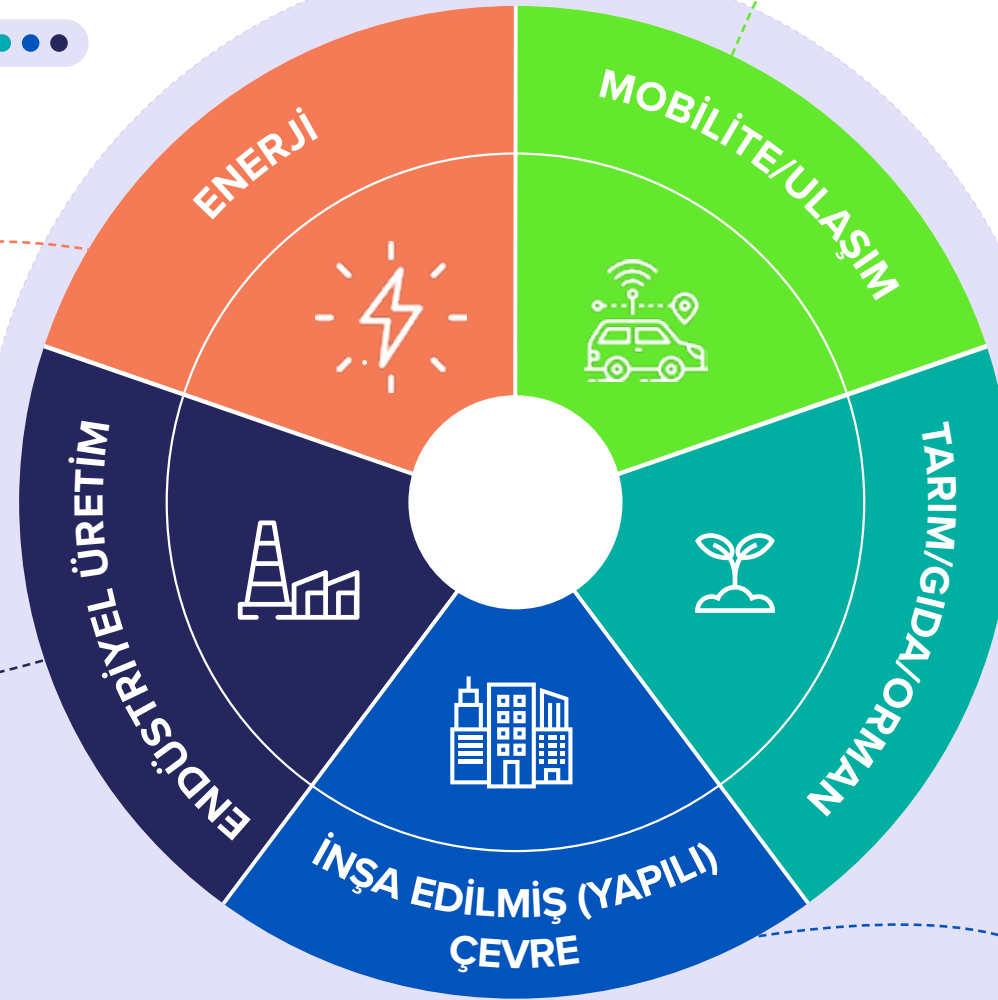 ENERJİ
MOBİLİTE/ULAŞIM
TARIM/GIDA/ORMAN
İNŞA EDİLMİŞ (YAPILI)
ÇEVRE
ENDÜSTRİYEL ÜRETİM